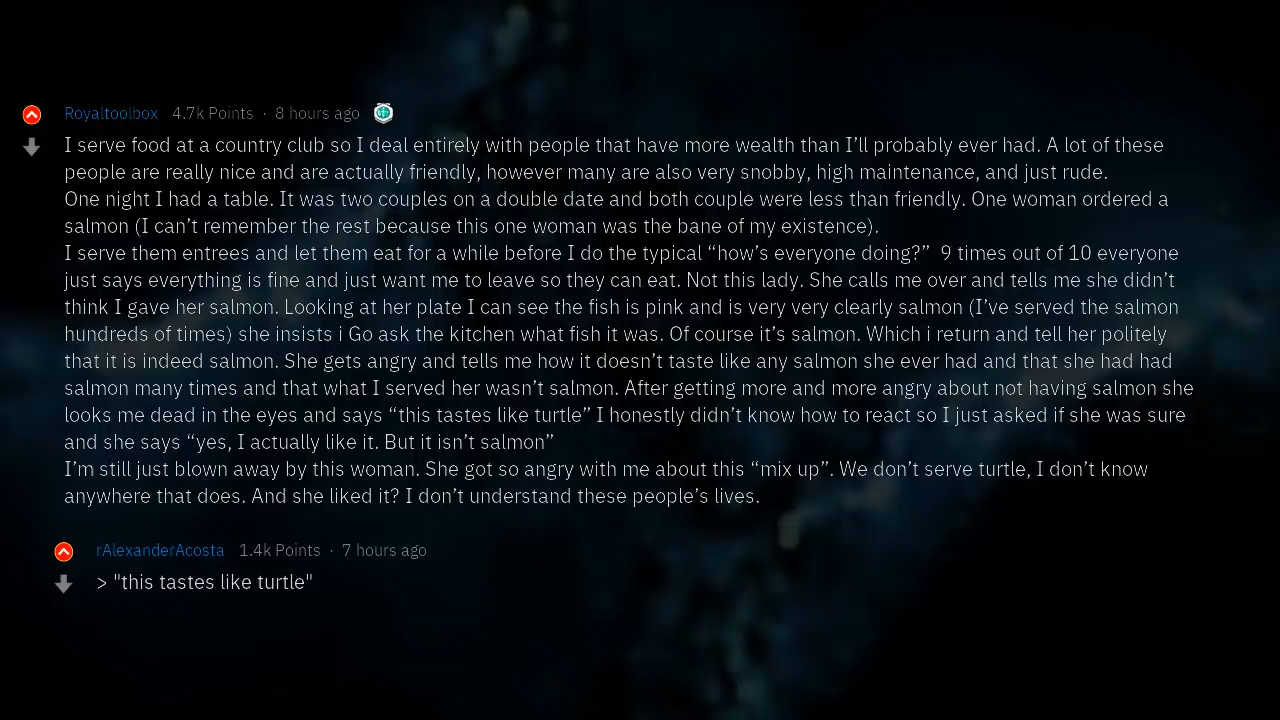 Royaltoolbox 4.7k Points · 8 hours ago
I serve food at a country club so I deal entirely with people that have more wealth than I’ll probably ever had. A lot of these
people are really nice and are actually friendly, however many are also very snobby, high maintenance, and just rude.
One night I had a table. It was two couples on a double date and both couple were less than friendly. One woman ordered a
salmon (I can’t remember the rest because this one woman was the bane of my existence).
I serve them entrees and let them eat for a while before I do the typical “how’s everyone doing?”  9 times out of 10 everyone
just says everything is fine and just want me to leave so they can eat. Not this lady. She calls me over and tells me she didn’t
think I gave her salmon. Looking at her plate I can see the fish is pink and is very very clearly salmon (I’ve served the salmon
hundreds of times) she insists i Go ask the kitchen what fish it was. Of course it’s salmon. Which i return and tell her politely
that it is indeed salmon. She gets angry and tells me how it doesn’t taste like any salmon she ever had and that she had had
salmon many times and that what I served her wasn’t salmon. After getting more and more angry about not having salmon she
looks me dead in the eyes and says “this tastes like turtle” I honestly didn’t know how to react so I just asked if she was sure
and she says “yes, I actually like it. But it isn’t salmon”
I’m still just blown away by this woman. She got so angry with me about this “mix up”. We don’t serve turtle, I don’t know
anywhere that does. And she liked it? I don’t understand these people’s lives.
rAlexanderAcosta 1.4k Points · 7 hours ago
> "this tastes like turtle"